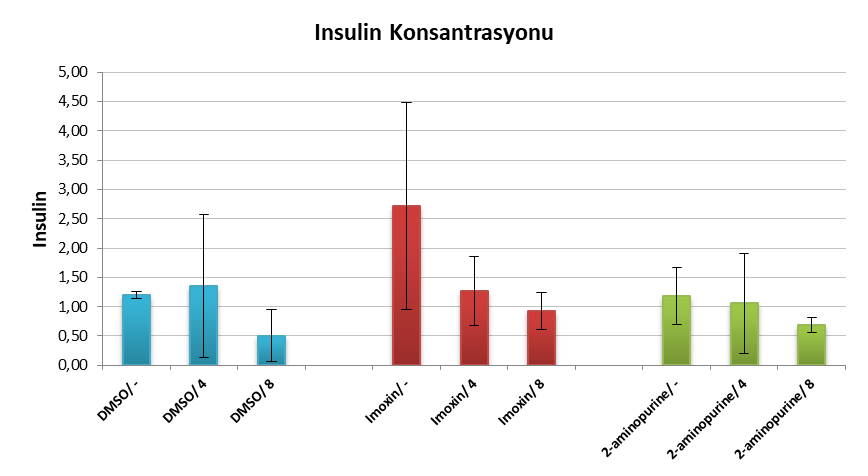 Insulin Konsantrasyonu
Insulin
5,00
4,50
4,00
3,50
3,00
2,50
2,00
1,50
1,00
0,50
0,00
DMSO/ -
DMSO/ 4
DMSO/ 8
Imoxin/ -
Imoxin/ 4
Imoxin/ 8
2-aminopurine/ -
2-aminopurine/ 4
2-aminopurine/ 8